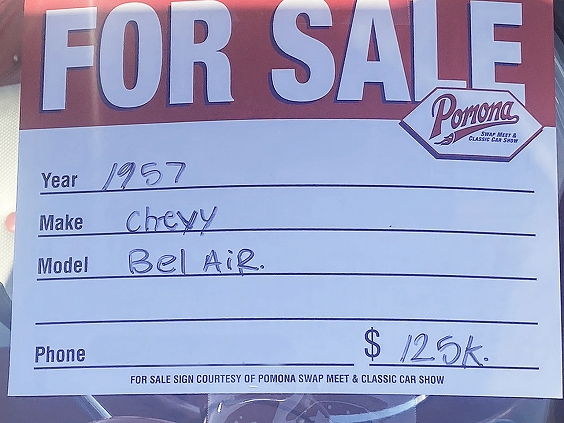 FOR SALE
Pomona
SWAP MEET &
CLASSIC CAR SHOW
Year 1957
Make Chevy
Model Bel AiR.
Phone $ 125K.
FOR SALE SIGN COURTESY OF POMONA SWAP MEET & CLASSIC CAR SHOW